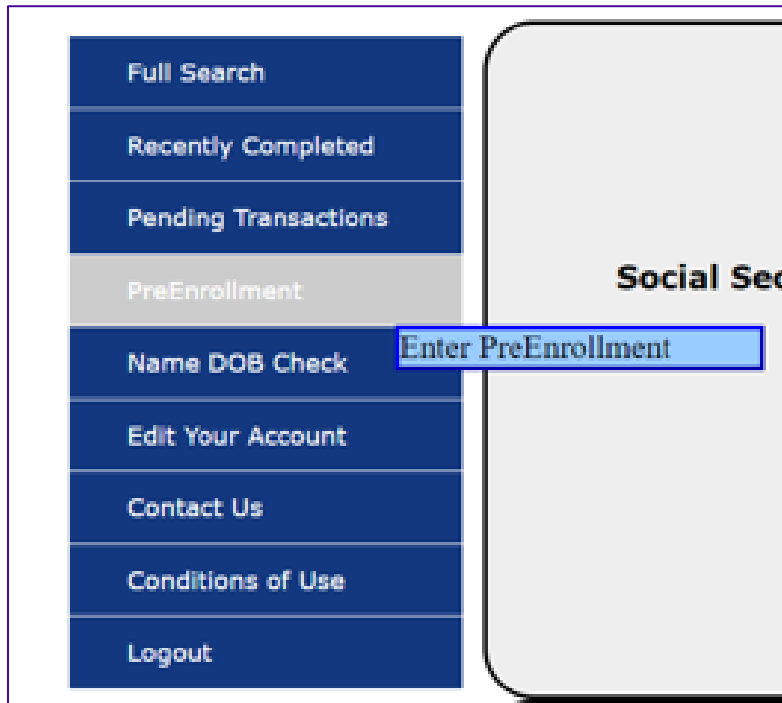 Full Search
Recently Completed
Pending Transactions
PreEnrollment
Social Sec
Enter PreEnrollment
Name DOB Check
Edit Your Account
Contact Us
Conditions of Use
Logout